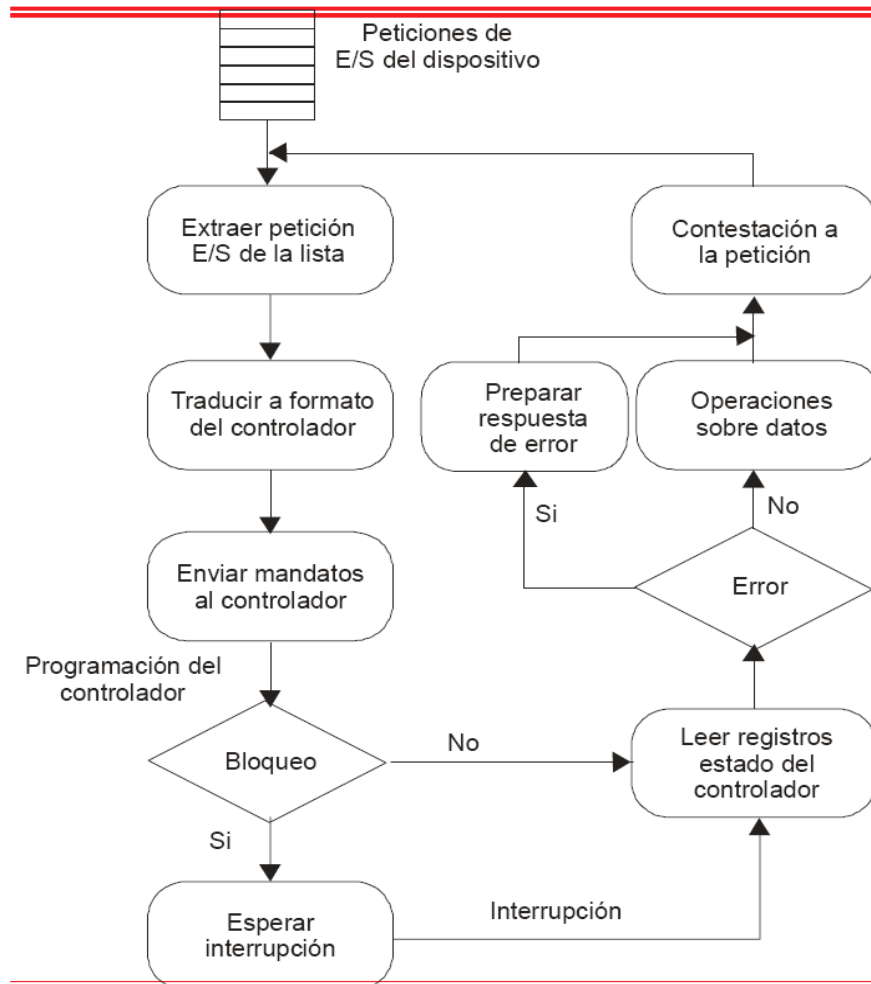 Peticiones de
E/S del dispositivo
Extraer petición
E/S de la lista
Contestación a
la petición
Traducir a formato
del controlador
Preparar
respuesta
de error
Operaciones
sobre datos
Si
No
Enviar mandatos
al controlador
Error
Programación del
controlador
Bloqueo
No
Leer registros
estado del
controlador
Si
Esperar
interrupción
Interrupción